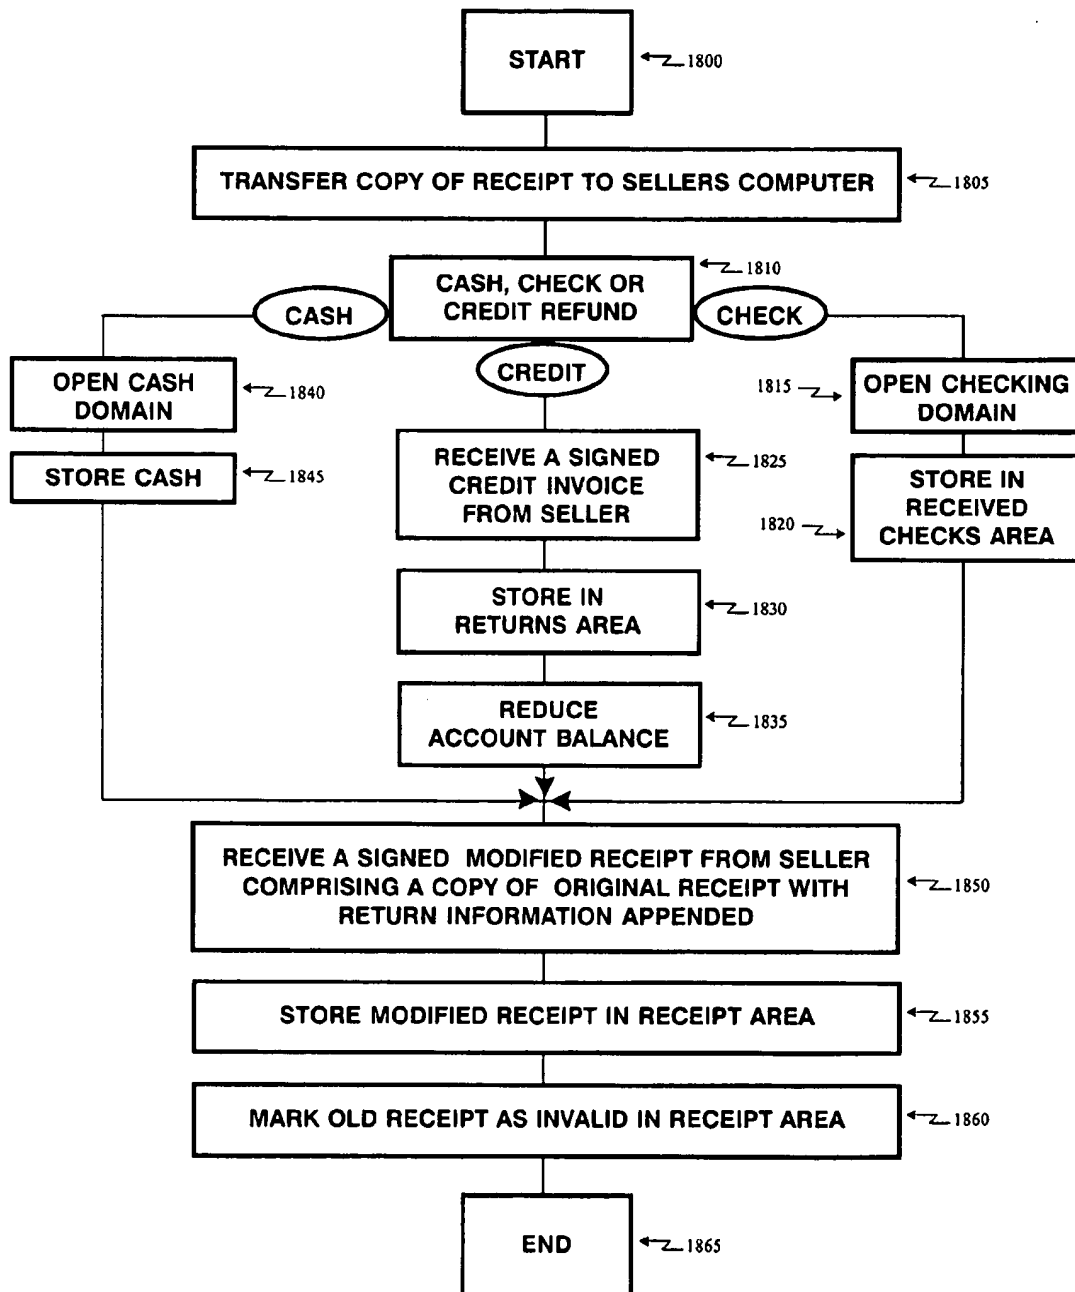 START
1800
TRANSFER COPY OF RECEIPT TO SELLERS COMPUTER
1805
CASH, CHECK OR
CREDIT REFUND
1810
CASH
CHECK
CREDIT
OPEN CASH
DOMAIN
1840
STORE CASH
1845
RECEIVE A SIGNED
CREDIT INVOICE
FROM SELLER
1825
1815
OPEN CHECKING
DOMAIN
1820
STORE IN
RECEIVED
CHECKS AREA
STORE IN
RETURNS AREA
1830
REDUCE
ACCOUNT BALANCE
1835
RECEIVE A SIGNED MODIFIED RECEIPT FROM SELLER
COMPRISING A COPY OF ORIGINAL RECEIPT WITH
RETURN INFORMATION APPENDED
1850
STORE MODIFIED RECEIPT IN RECEIPT AREA
1855
MARK OLD RECEIPT AS INVALID IN RECEIPT AREA
1860
END
1865